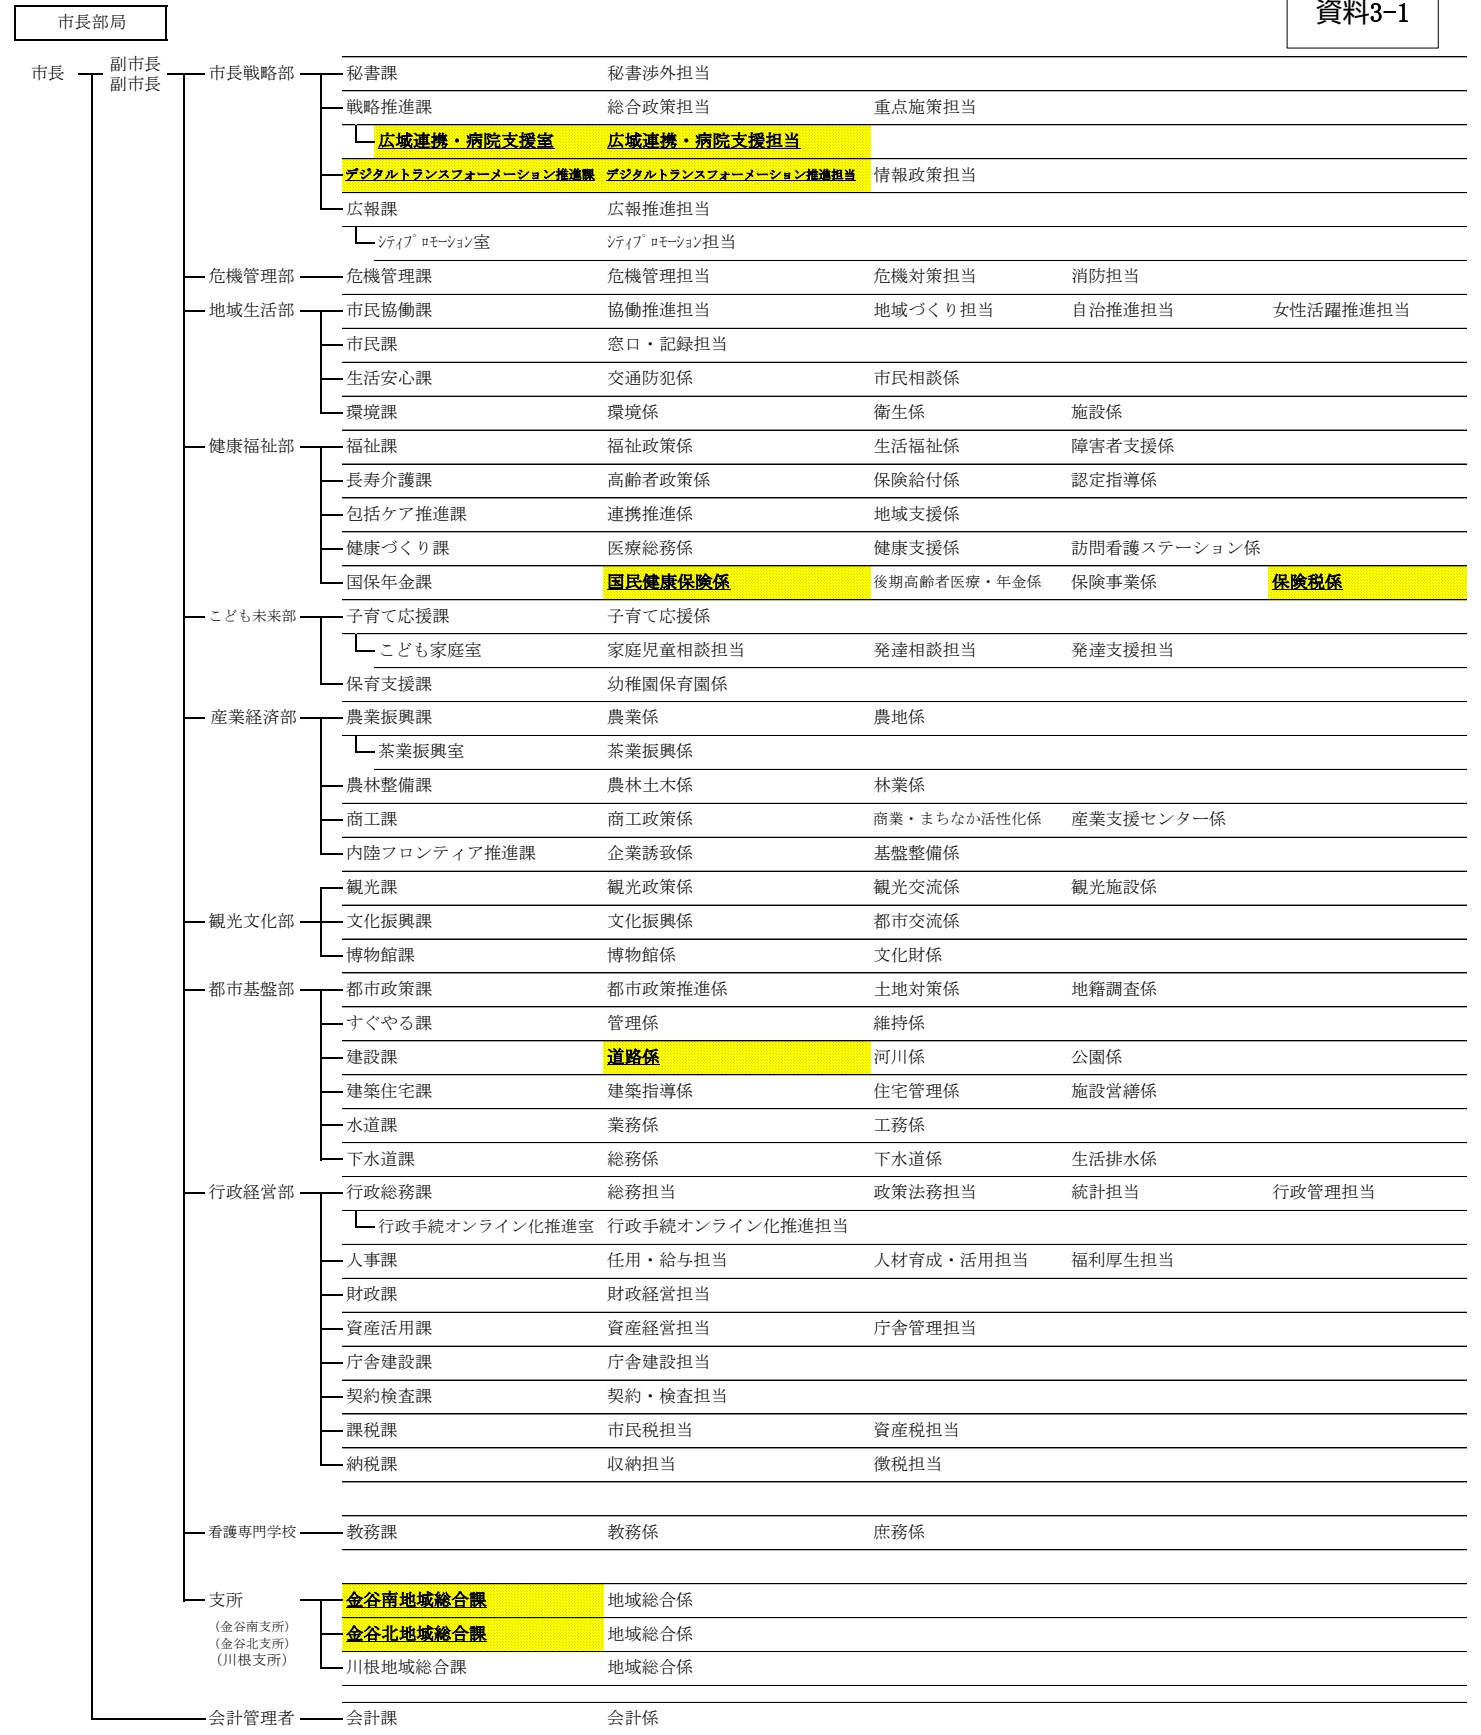 資料3-1
市長部局
市長 副市長 市長戦略部 秘書課 秘書渉外担当
副市長
戦略推進課 総合政策担当 重点施策担当
広域連携・病院支援室 広域連携・病院支援担当
デジタルトランスフォーメーション推進課 デジタルトランスフォーメーション推進担当 情報政策担当
広報課 広報推進担当
ｼﾃｨﾌﾟﾛﾓｰｼｮﾝ室 ｼﾃｨﾌﾟﾛﾓｰｼｮﾝ担当
危機管理部 危機管理課 危機管理担当 危機対策担当 消防担当
地域生活部 市民協働課 協働推進担当 地域づくり担当 自治推進担当 女性活躍推進担当
市民課 窓口・記録担当
生活安心課 交通防犯係 市民相談係
環境課 環境係 衛生係 施設係
健康福祉部 福祉課 福祉政策係 生活福祉係 障害者支援係
長寿介護課 高齢者政策係 保険給付係 認定指導係
包括ケア推進課 連携推進係 地域支援係
健康づくり課 医療総務係 健康支援係 訪問看護ステーション係
国保年金課 国民健康保険係 後期高齢者医療・年金係 保険事業係 保険税係
こども未来部 子育て応援課 子育て応援係
こども家庭室 家庭児童相談担当 発達相談担当 発達支援担当
保育支援課 幼稚園保育園係
産業経済部 農業振興課 農業係 農地係
茶業振興室 茶業振興係
農林整備課 農林土木係 林業係
商工課 商工政策係 商業・まちなか活性化係 産業支援センター係
内陸フロンティア推進課 企業誘致係 基盤整備係
観光課 観光政策係 観光交流係 観光施設係
観光文化部 文化振興課 文化振興係 都市交流係
博物館課 博物館係 文化財係
都市基盤部 都市政策課 都市政策推進係 土地対策係 地籍調査係
すぐやる課 管理係 維持係
建設課 道路係 河川係 公園係
建築住宅課 建築指導係 住宅管理係 施設営繕係
水道課 業務係 工務係
下水道課 総務係 下水道係 生活排水係
行政経営部 行政総務課 総務担当 政策法務担当 統計担当 行政管理担当
行政手続オンライン化推進室 行政手続オンライン化推進担当
人事課 任用・給与担当 人材育成・活用担当 福利厚生担当
財政課 財政経営担当
資産活用課 資産経営担当 庁舎管理担当
庁舎建設課 庁舎建設担当
契約検査課 契約・検査担当
課税課 市民税担当 資産税担当
納税課 収納担当 徴税担当
看護専門学校 教務課 教務係 庶務係
支所 金谷南地域総合課 地域総合係
（金谷南支所）
（金谷北支所） 金谷北地域総合課 地域総合係
（川根支所） 川根地域総合課 地域総合係
会計管理者 会計課 会計係